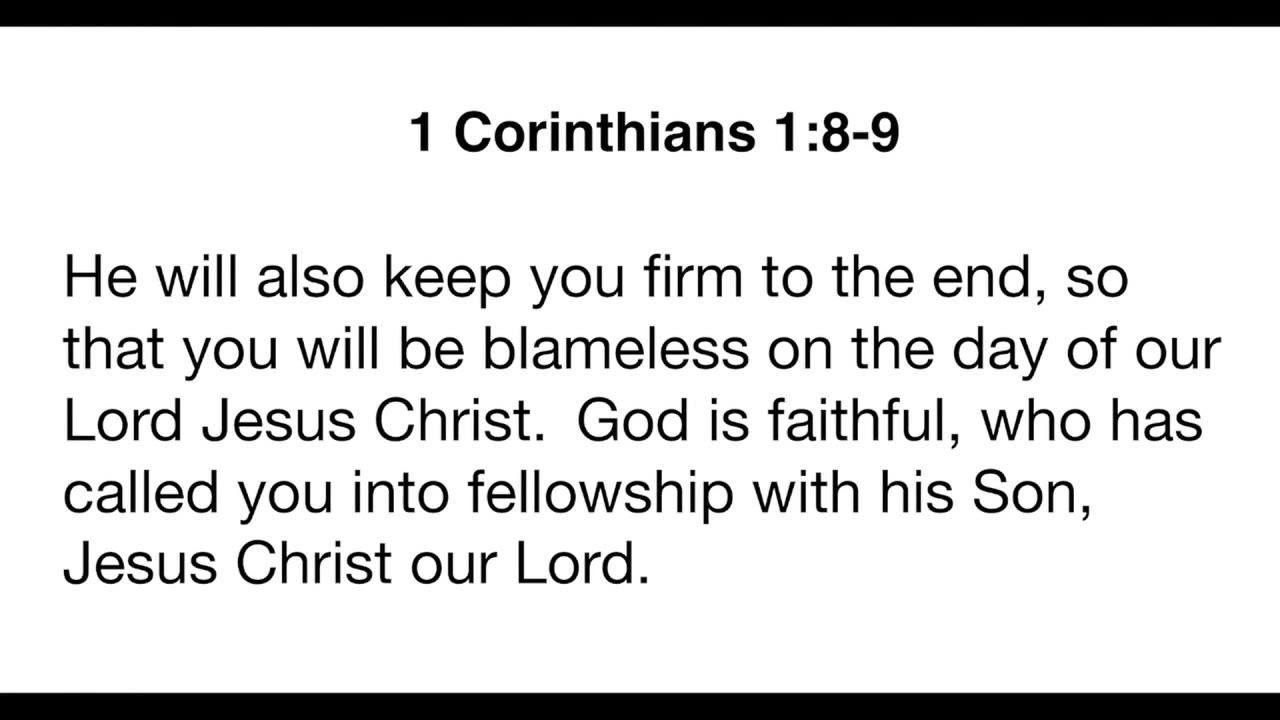 1 Corinthians 1:8-9
He will also keep you firm to the end, so
that you will be blameless on the day of our
Lord Jesus Christ.  God is faithful, who has
called you into fellowship with his Son,
Jesus Christ our Lord.